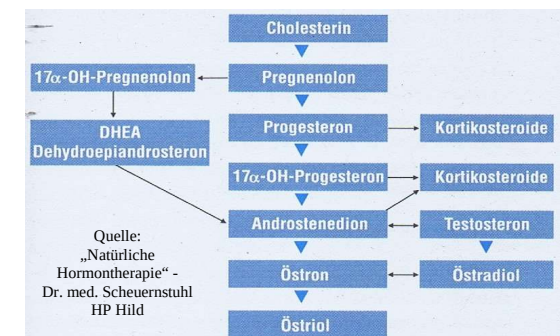 Cholesterin
17α-OH-Pregnenolon
Pregnenolon
DHEA
Dehydroepiandrosteron
Progesteron
Kortikosteroide
17α-OH-Progesteron
Kortikosteroide
Androstenedion
Testosteron
Östron
Östradiol
Östriol
Quelle:
„Natürliche
Hormontherapie“ -
Dr. med. Scheuernstuhl
HP Hild